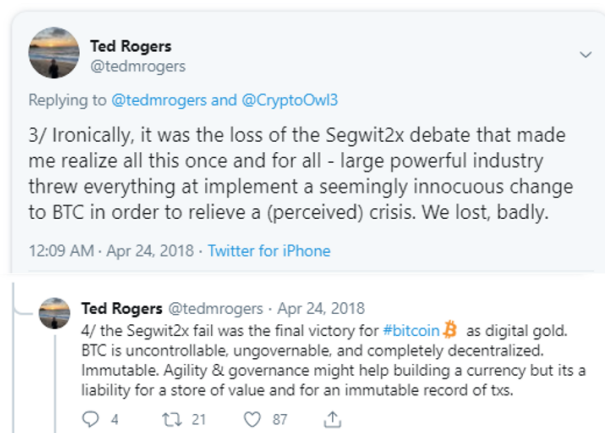 Ted Rogers
@tedmrogers
Replying to @tedmrogers and @CryptoOwl3
3/ Ironically, it was the loss of the Segwit2x debate that made
me realize all this once and for all - large powerful industry
threw everything at implement a seemingly innocuous change
to BTC in order to relieve a (perceived) crisis. We lost, badly.
12:09 AM · Apr 24, 2018 · Twitter for iPhone
Ted Rogers @tedmrogers · Apr 24, 2018
4/ the Segwit2x fail was the final victory for #bitcoin as digital gold.
BTC is uncontrollable, ungovernable, and completely decentralized.
Immutable. Agility & governance might help building a currency but its a
liability for a store of value and for an immutable record of txs.
4 21 87